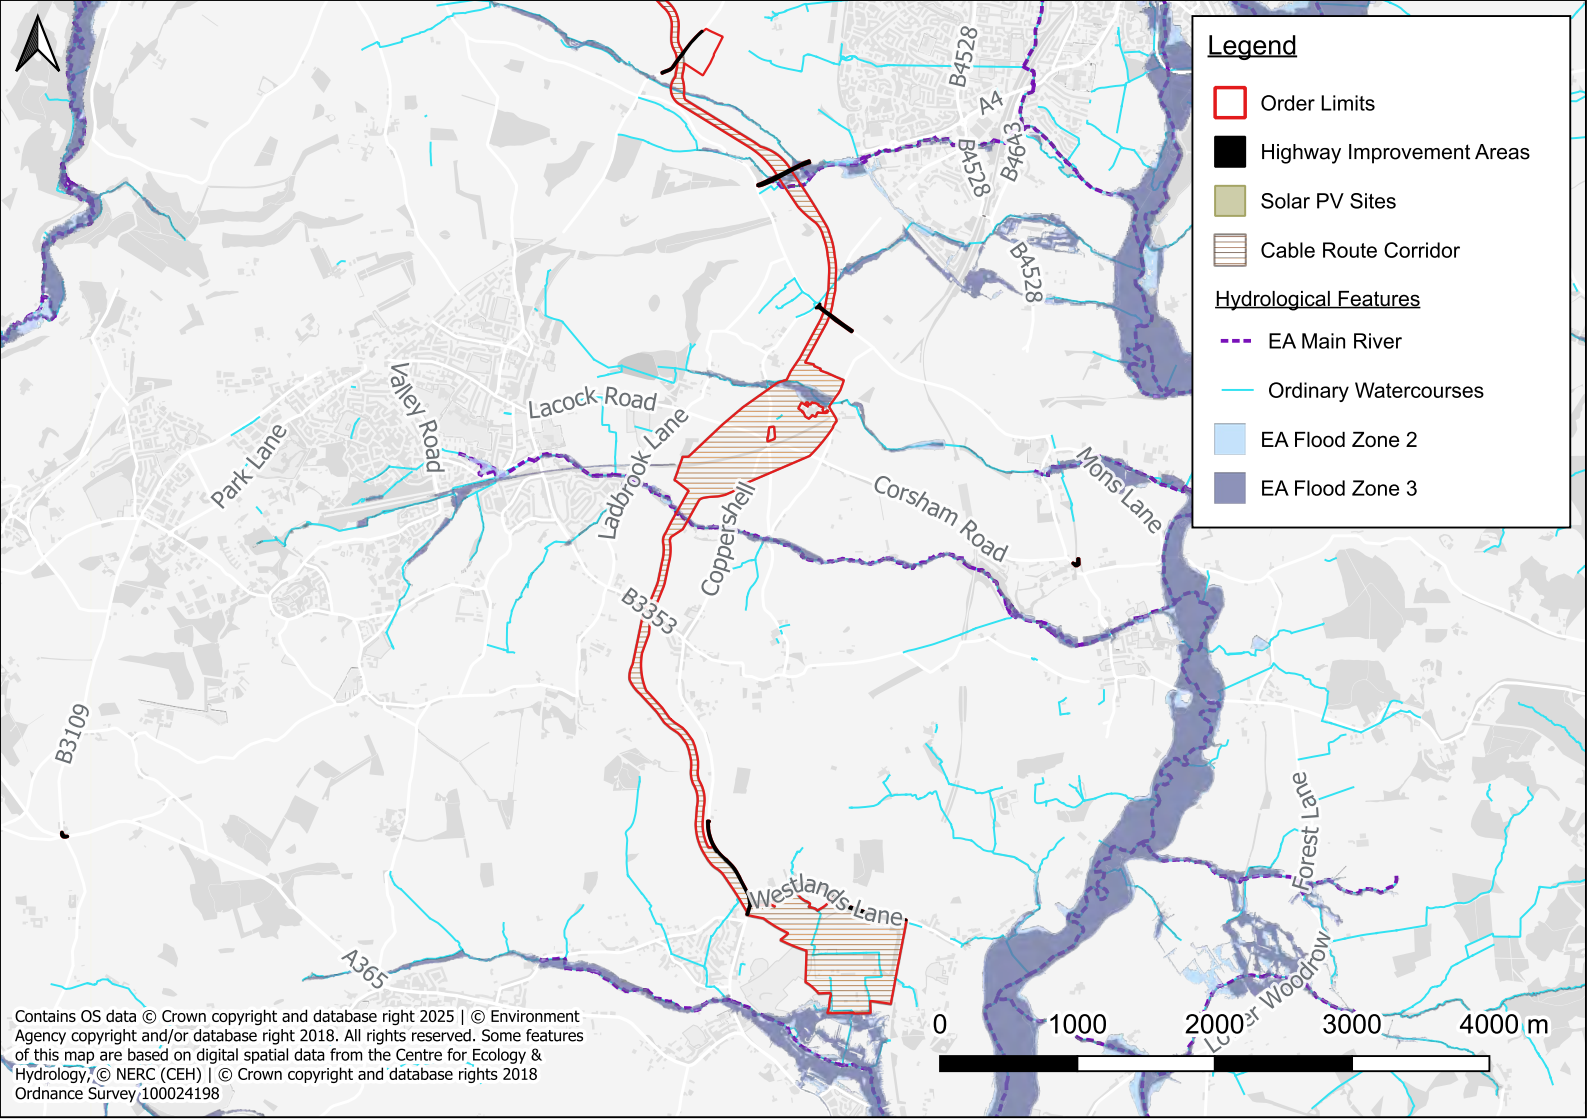 Legend
Order Limits
Highway Improvement Areas
Solar PV Sites
Cable Route Corridor
Hydrological Features
EA Main River
Ordinary Watercourses
EA Flood Zone 2
EA Flood Zone 3
B4528
A4
B4643
B4528
B4528
Valley Road
Lacock Road
Park Lane
Ladbrook Lane
Coppershell
Corsham Road
Mons Lane
B3353
B3109
Forest Lane
Westlands Lane
A365
Woodrow
0 1000 2000 3000 4000 m
Contains OS data © Crown copyright and database right 2025 | © Environment
Agency copyright and/or database right 2018. All rights reserved. Some features
of this map are based on digital spatial data from the Centre for Ecology &
Hydrology, © NERC (CEH) | © Crown copyright and database rights 2018
Ordnance Survey 100024198